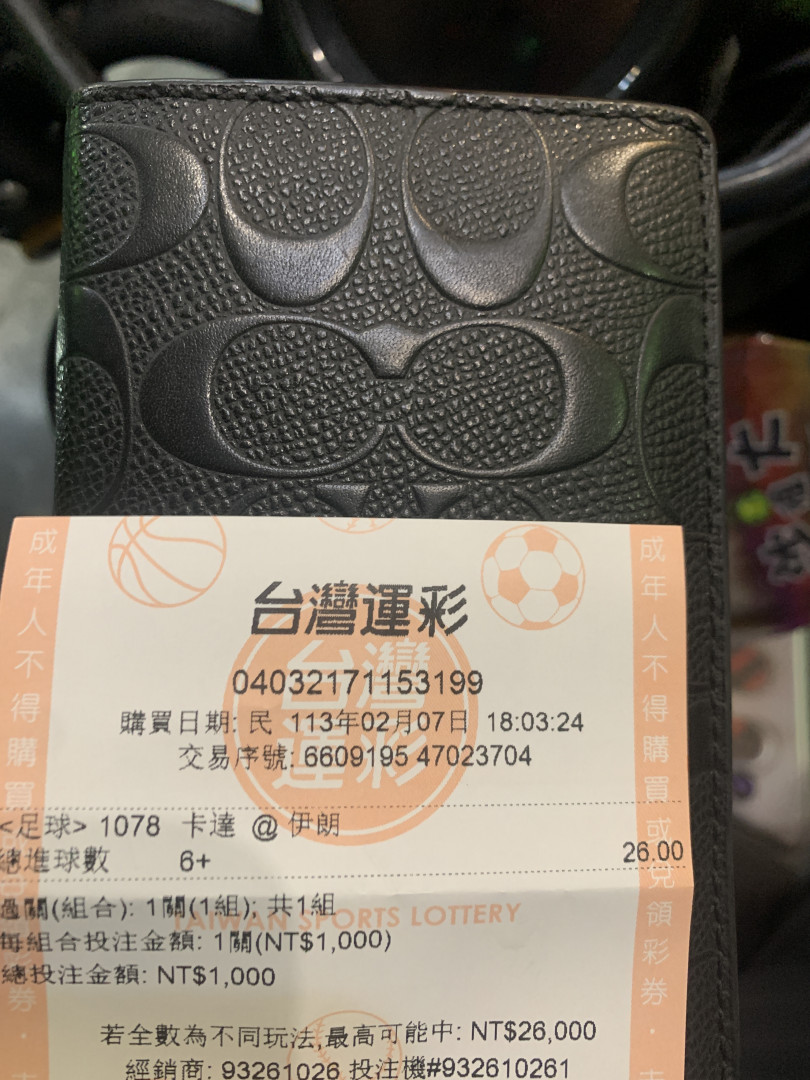 台灣運彩
04032171153199
購買日期: 民 113年02月07日 18:03:24
交易序號: 6609195 47023704
<足球> 1078 卡達 @ 伊朗
總進球數 6+ 26.00
過關(組合): 1關(1組); 共1組
TAIWAN SPORTS LOTTERY
每組合投注金額: 1關(NT$1,000)
總投注金額: NT$1,000
若全數為不同玩法,最高可能中: NT$26,000
經銷商: 93261026 投注機#932610261
成年人不得購買
成年人不得購買或兌領彩券
台灣運彩